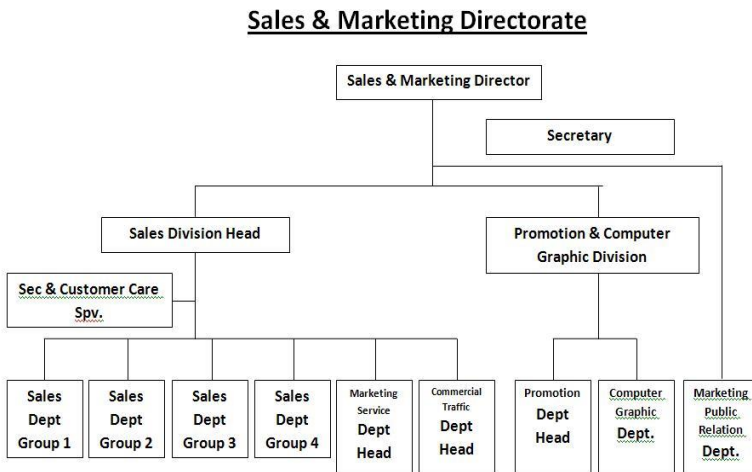 Sales & Marketing Directorate
Sales & Marketing Director
Secretary
Sales Division Head
Promotion & Computer
Graphic Division
Sec & Customer Care
Spv.
Sales
Dept
Group 1
Sales
Dept
Group 2
Sales
Dept
Group 3
Sales
Dept
Group 4
Marketing
Service
Dept
Head
Commercial
Traffic
Dept
Head
Promotion
Dept
Head
Computer
Graphic
Dept.
Marketing
Public
Relation
Dept.